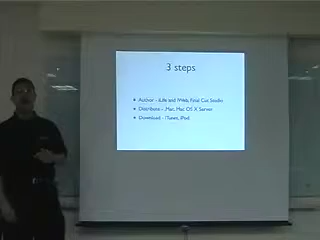 3 steps
• Author - iLife and iWeb, Final Cut Studio
• Distribute - .Mac, Mac OS X Server
• Download - iTunes, iPod